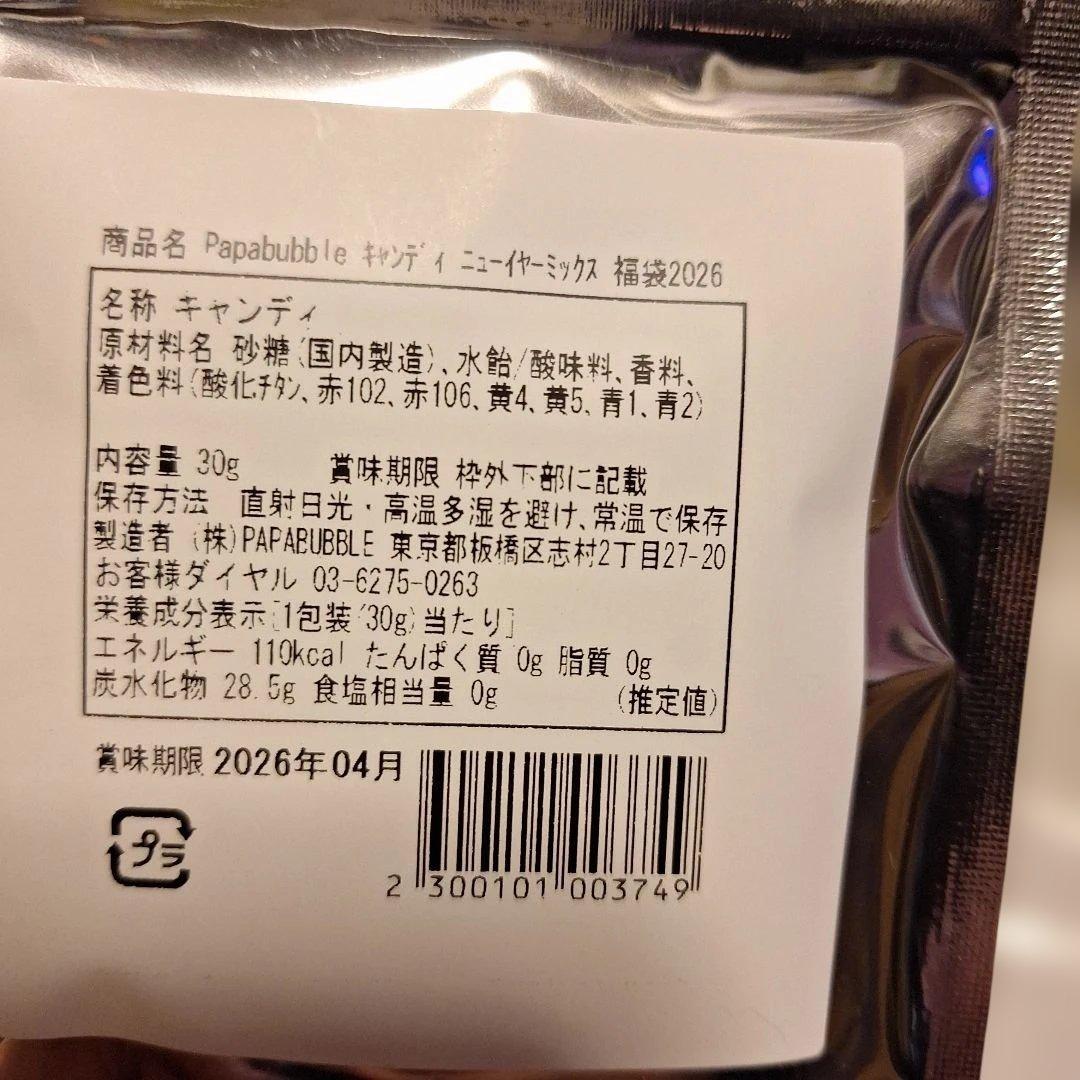 商品名 Papabubble キャンディ ニューイヤーミックス 福袋2026
名称 キャンディ
原材料名 砂糖(国内製造)、水飴/酸味料、香料、
着色料(酸化チタン、赤102、赤106、黄4、黄5、青1、青2)
内容量 30g 賞味期限 枠外下部に記載
保存方法 直射日光・高温多湿を避け、常温で保存
製造者 (株)PAPABUBBLE 東京都板橋区志村2丁目27-20
お客様ダイヤル 03-6275-0263
栄養成分表示[1包装(30g)当たり]
エネルギー 110kcal たんぱく質 0g 脂質 0g
炭水化物 28.5g 食塩相当量 0g (推定値)
賞味期限 2026年04月
プラ
2 300101 003749